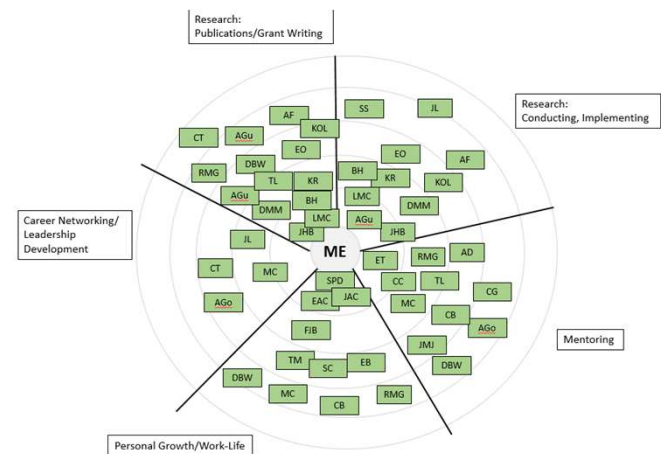 Research:
Publications/Grant Writing
Research:
Conducting, Implementing
Career Networking/
Leadership
Development
Mentoring
Personal Growth/Work-Life
ME
AF
KOL
CT
AGu
EO
RMG
DBW
TL
KR
AGu
DMM
BH
LMC
JHB
SS
JL
EO
AF
BH
KR
KOL
LMC
DMM
AGu
JHB
ET
RMG
AD
CC
TL
CG
MC
CB
AGo
JMJ
DBW
JL
CT
MC
AGo
SPD
EAC
JAC
FJB
TM
SC
EB
DBW
MC
CB
RMG